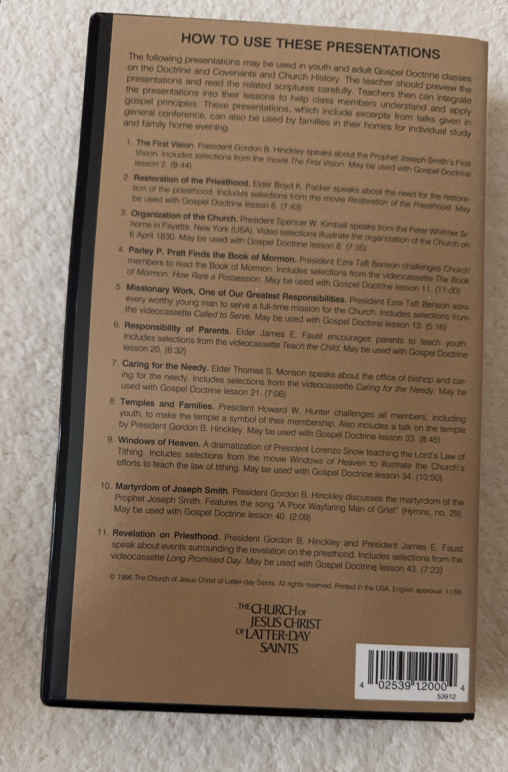 HOW TO USE THESE PRESENTATIONS
The following presentations may be used in youth and adult Gospel Doctrine classes
on the Doctrine and Covenants and Church History. The teacher should preview the
presentations and read the related scriptures carefully. Teachers then can integrate
the presentations into their lessons to help class members understand and apply
gospel principles. These presentations, which include excerpts from talks given in
general conference, can also be used by families in their homes for individual study
and family home evening.
1. The First Vision. President Gordon B. Hinckley speaks about the Prophet Joseph Smith's First
Vision. Includes selections from the movie The First Vision. May be used with Gospel Doctrine
lesson 3. (9:44)
2. Restoration of the Priesthood. Elder Boyd K. Packer speaks about the need for the restora-
tion of the priesthood. Includes selections from the movie Restoration of the Priesthood. May
be used with Gospel Doctrine lesson 8. (7:43)
3. Organization of the Church. President Spencer W. Kimball speaks from the Peter Whitmer Sr.
home in Fayette, New York (USA). Video selections illustrate the organization of the Church on
6 April 1830. May be used with Gospel Doctrine lesson
4. Parley P. Pratt Finds the Book of Mormon. President Ezra Taft Benson challenges Church
members to read the Book of Mormon. Includes selections from the videocassette The Book
of Mormon: How Rare a Possession. May be used with Gospel Doctrine lesson 11. (11:00)
5. Missionary Work, One of Our Greatest Responsibilities. President Ezra Taft Benson asks
every worthy young man to serve a full-time mission for the Church. Includes selections from
the videocassette Called to Serve. May be used with Gospel Doctrine lesson 12. (5:16)
6. Responsibility of Parents. Elder James E. Faust encourages parents to teach youth.
Includes selections from the videocassette Teach the Child. May be used with Gospel Doctrine
lesson 20. (6:32)
7. Caring for the Needy. Elder Thomas S. Monson speaks about the office of bishop and car-
ing for the needy. Includes selections from the videocassette Caring for the Needy. May be
used with Gospel Doctrine lesson 21. (7:06)
8. Temples and Families. President Howard W. Hunter challenges all members, including
youth, to make the temple a symbol of their membership. Also includes a talk on the temple
by President Gordon B. Hinckley. May be used with Gospel Doctrine lesson 33. (8:45)
9. Windows of Heaven. A dramatization of President Lorenzo Snow teaching the Lord's Law of
Tithing. Includes selections from the movie Windows of Heaven to illustrate the Church's
efforts to teach the law of tithing. May be used with Gospel Doctrine lesson 34. (10:00)
10. Martyrdom of Joseph Smith. President Gordon B. Hinckley discusses the martyrdom of the
Prophet Joseph Smith. Features the song "A Poor Wayfaring Man of Grief" (Hymns, no. 29).
May be used with Gospel Doctrine lesson 40. (2:09)
11. Revelation on Priesthood. President Gordon B. Hinckley and President James E. Faust
speak about events surrounding the revelation on the priesthood. Includes selections from the
videocassette Long Promised Day. May be used with Gospel Doctrine lesson 43. (7:23)
© 1996 The Church of Jesus Christ of Latter-day Saints. All rights reserved. Printed in the USA. English approval:
THE CHURCH OF
JESUS CHRIST
OF LATTER-DAY
SAINTS
4 02539 12000 4
53912